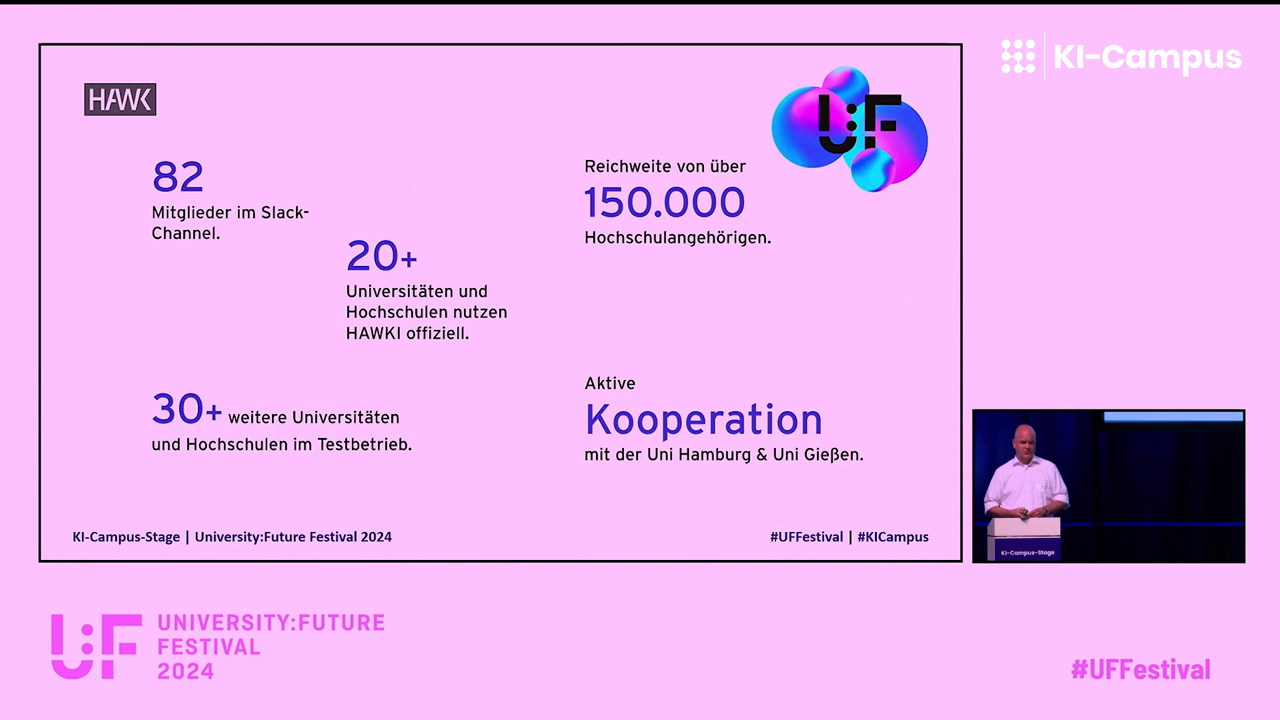 KI-Campus
HAWK
U:F
82
Mitglieder im Slack-
Channel.
20+
Universitäten und
Hochschulen nutzen
HAWKI offiziell.
30+ weitere Universitäten
und Hochschulen im Testbetrieb.
Reichweite von über
150.000
Hochschulangehörigen.
Aktive
Kooperation
mit der Uni Hamburg & Uni Gießen.
KI-Campus-Stage | University:Future Festival 2024
#UFFestival | #KICampus
KI-Campus-Stage
U:F
UNIVERSITY:FUTURE
FESTIVAL
2024
#UFFestival